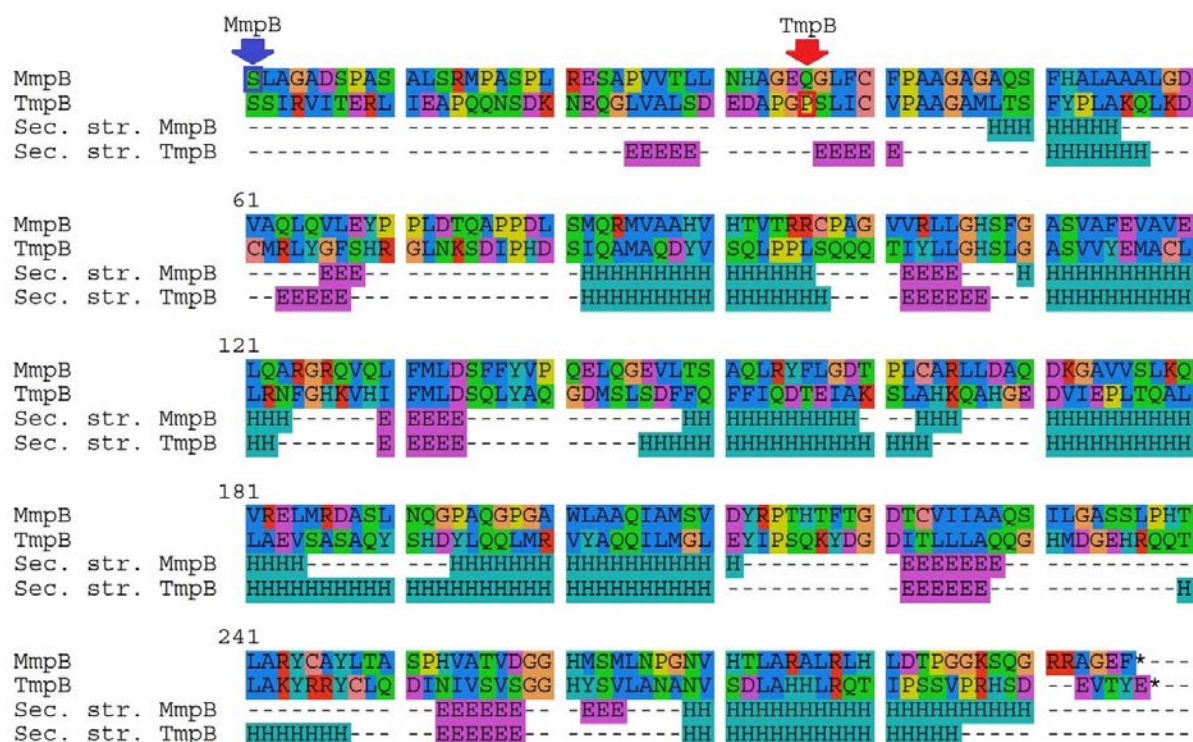 MmpB TmpB
MmpB SLAGADSPAS ALSRMPASPL RESAPVVTLL NHAGEQGLFC FPAAGAGAQS FHALAAALGD
TmpB SSIRVITERL IEAPQQNSDK NEQGLVALSD EDAPGPSLIC VPAAGAMLTS FYPLAKQLKD
Sec. str. MmpB ---------- ---------- ---------- ---------- -------HHH HHHHH-----
Sec. str. TmpB ---------- ---------- ----EEEEE- ------EEEE E--------- HHHHHHH---
61
MmpB VAQLQVLEYP PLDTQAPPDL SMQRMVAAHV HTVTRRCPAG VVRLLGHSFG ASVAFEVAVE
TmpB CMRLYGFSHR GLNKSDIPHD SLQAMAQDYV SQLPPLSQQQ TIYLLGHSLG ASVVYEMACL
Sec. str. MmpB -----EEE-- ---------- -HHHHHHHHH HHHHHH---- -EEEE----H HHHHHHHHHH
Sec. str. TmpB --EEEEE--- ---------- -HHHHHHHHH HHHHHHH--- -EEEEEE--- HHHHHHHHHH
121
MmpB LQARGRQVQL FMLDSFFYVP QELQGEVLTS AQLRYFLGDT PLCARLLDAQ DKGAVVSLKQ
TmpB LRNFGHKVHI FMLDSQLYAQ GDMSLSDFFQ FFIQDTEIAK SLAHKQAHGE DVIEPLTQAL
Sec. str. MmpB HHH------E EEEE------ --------HH HHHHHHHHH- --HHH----- HHHHHHHHHH
Sec. str. TmpB HH-------E EEEE------ -----HHHHH HHHHHHHHHH HHH------- HHHHHHHHHH
181
MmpB VRELMRDASL NQGPAQGPGA WLAAQIAMSV DYRPTHTFTG DTCVIIAAQS ILGASSLPHT
TmpB LAEVSASAQY SHDYLQQLMR VYAQQILMGL EYIPSQKYDG DITLLLAQQG HMDGEHRQQT
Sec. str. MmpB HHHH------ ---HHHHHHH HHHHHHHHHH H--------- -EEEEEEE-- ----------
Sec. str. TmpB HHHHHHHHHH HHHHHHHHHH HHHHHHHHHH ---------- -EEEEEE--- ---------H
241
MmpB LARYCAYLTA SPHVATVDGG HMSMLNPGNV HTLARALRLH LDTPGGKSQG RRAGEF*---
TmpB LAKYRRYCLQ DINIVSVSGG HYSVLANANV SDLAHHLRQT IPSSVPRHSD --EVTYE*--
Sec. str. MmpB ---------- --EEEEEE-- -EEE----HH HHHHHHHHHH HHHHHHHHHH ----------
Sec. str. TmpB HHHHHHH--- --EEEEEE-- --------HH HHHHHHHHHH HHHHH----- ----------